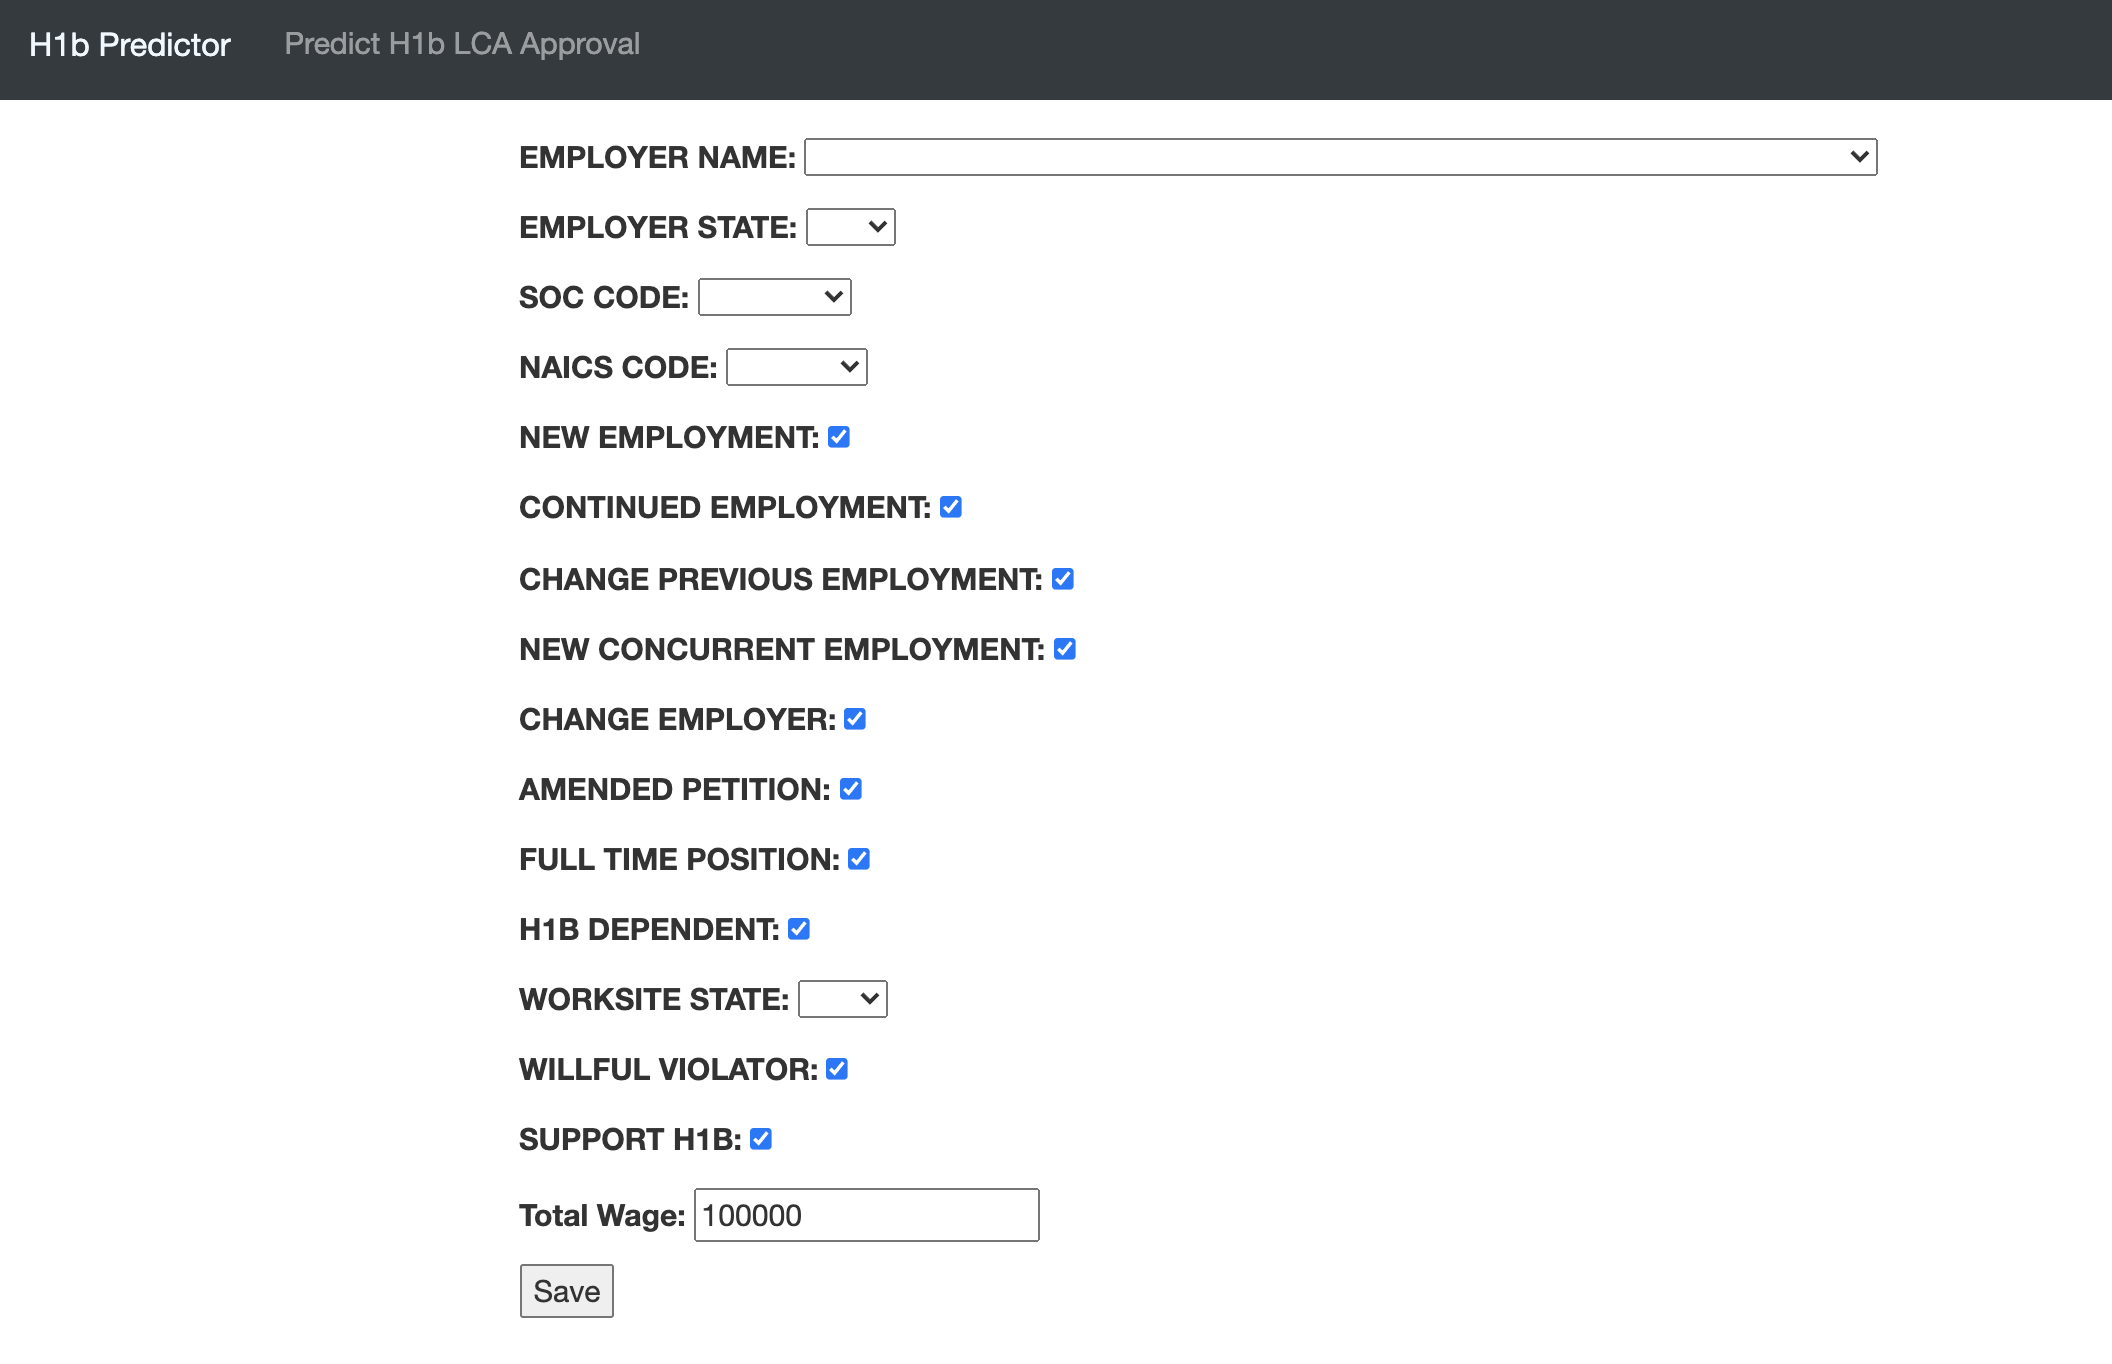 H1b Predictor Predict H1b LCA Approval
EMPLOYER NAME:
EMPLOYER STATE:
SOC CODE:
NAICS CODE:
NEW EMPLOYMENT:
CONTINUED EMPLOYMENT:
CHANGE PREVIOUS EMPLOYMENT:
NEW CONCURRENT EMPLOYMENT:
CHANGE EMPLOYER:
AMENDED PETITION:
FULL TIME POSITION:
H1B DEPENDENT:
WORKSITE STATE:
WILLFUL VIOLATOR:
SUPPORT H1B:
Total Wage: 100000
Save